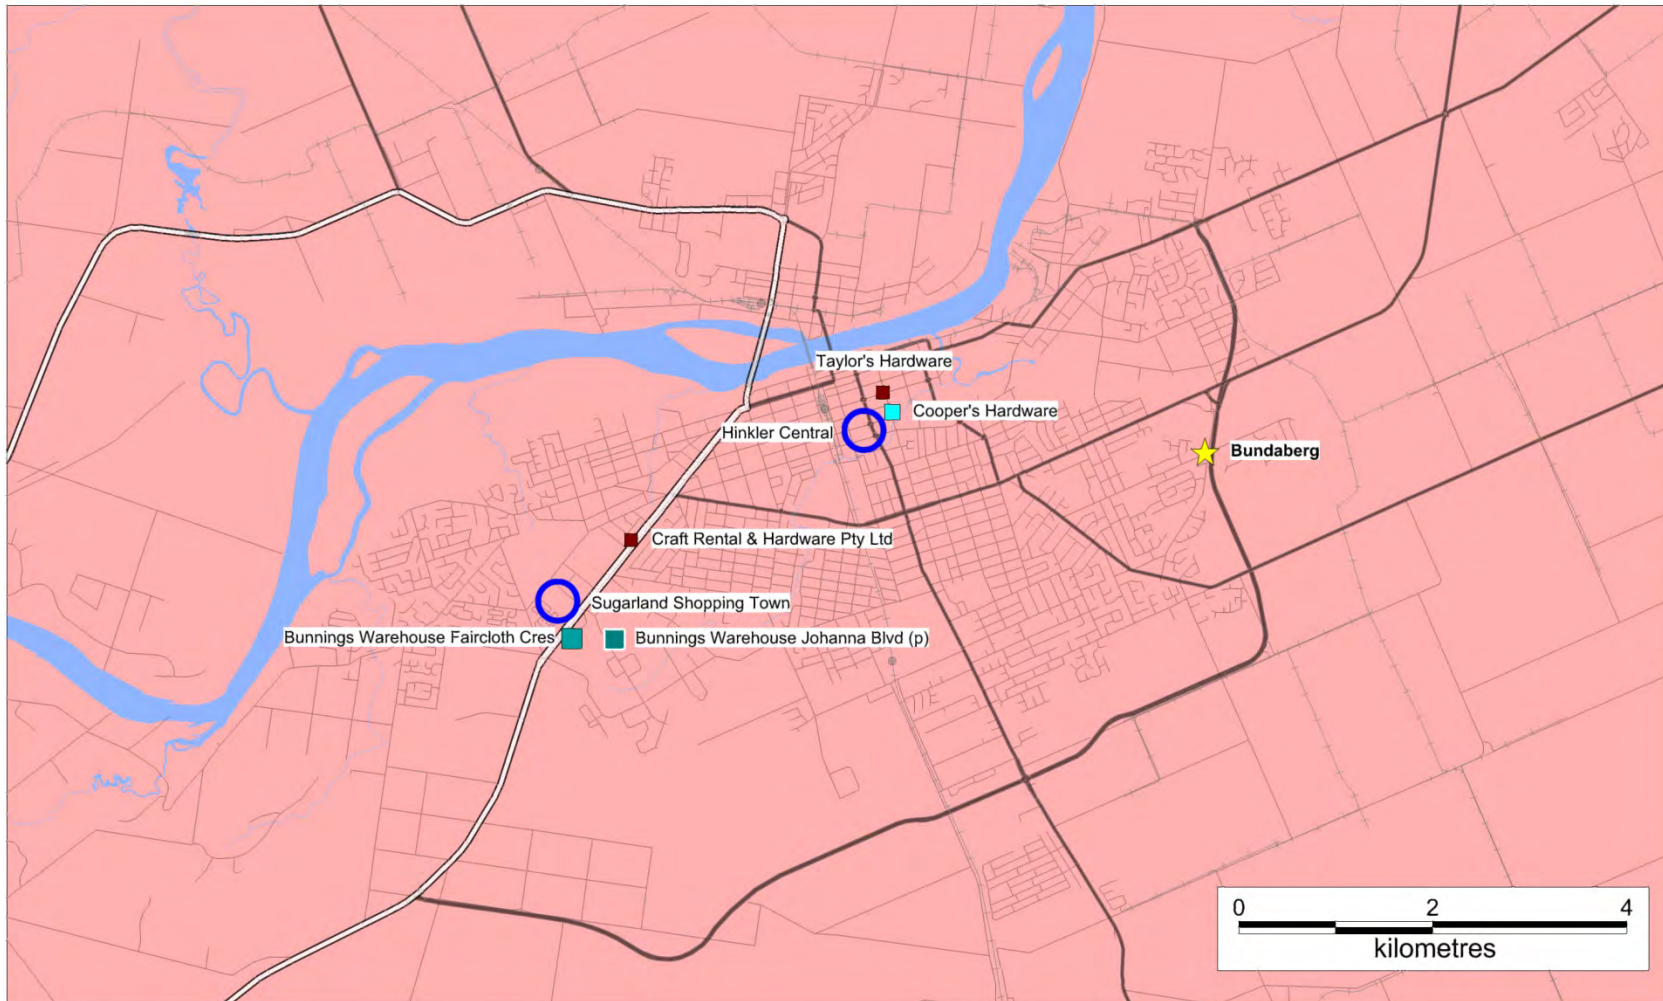 Taylor's Hardware
Cooper's Hardware
Hinkler Central
Bundaberg
Craft Rental & Hardware Pty Ltd
Sugarland Shopping Town
Bunnings Warehouse Faircloth Cres
Bunnings Warehouse Johanna Blvd (p)
0 2 4
kilometres